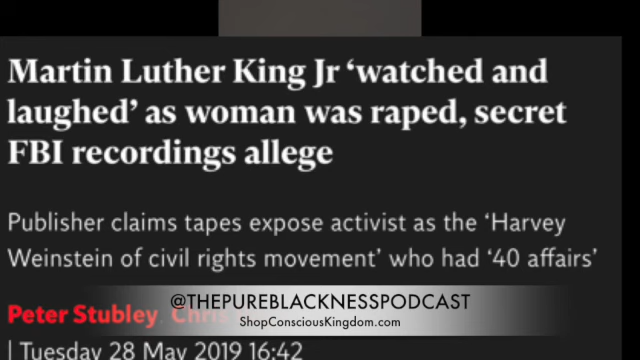 Martin Luther King Jr ‘watched and
laughed’ as woman was raped, secret
FBI recordings allege
Publisher claims tapes expose activist as the ‘Harvey
Weinstein of civil rights movement’ who had ‘40 affairs’
@THEPUREBLACKNESSPODCAST
ShopConsciousKingdom.com
Peter Stubley, Chris
| Tuesday 28 May 2019 16:42